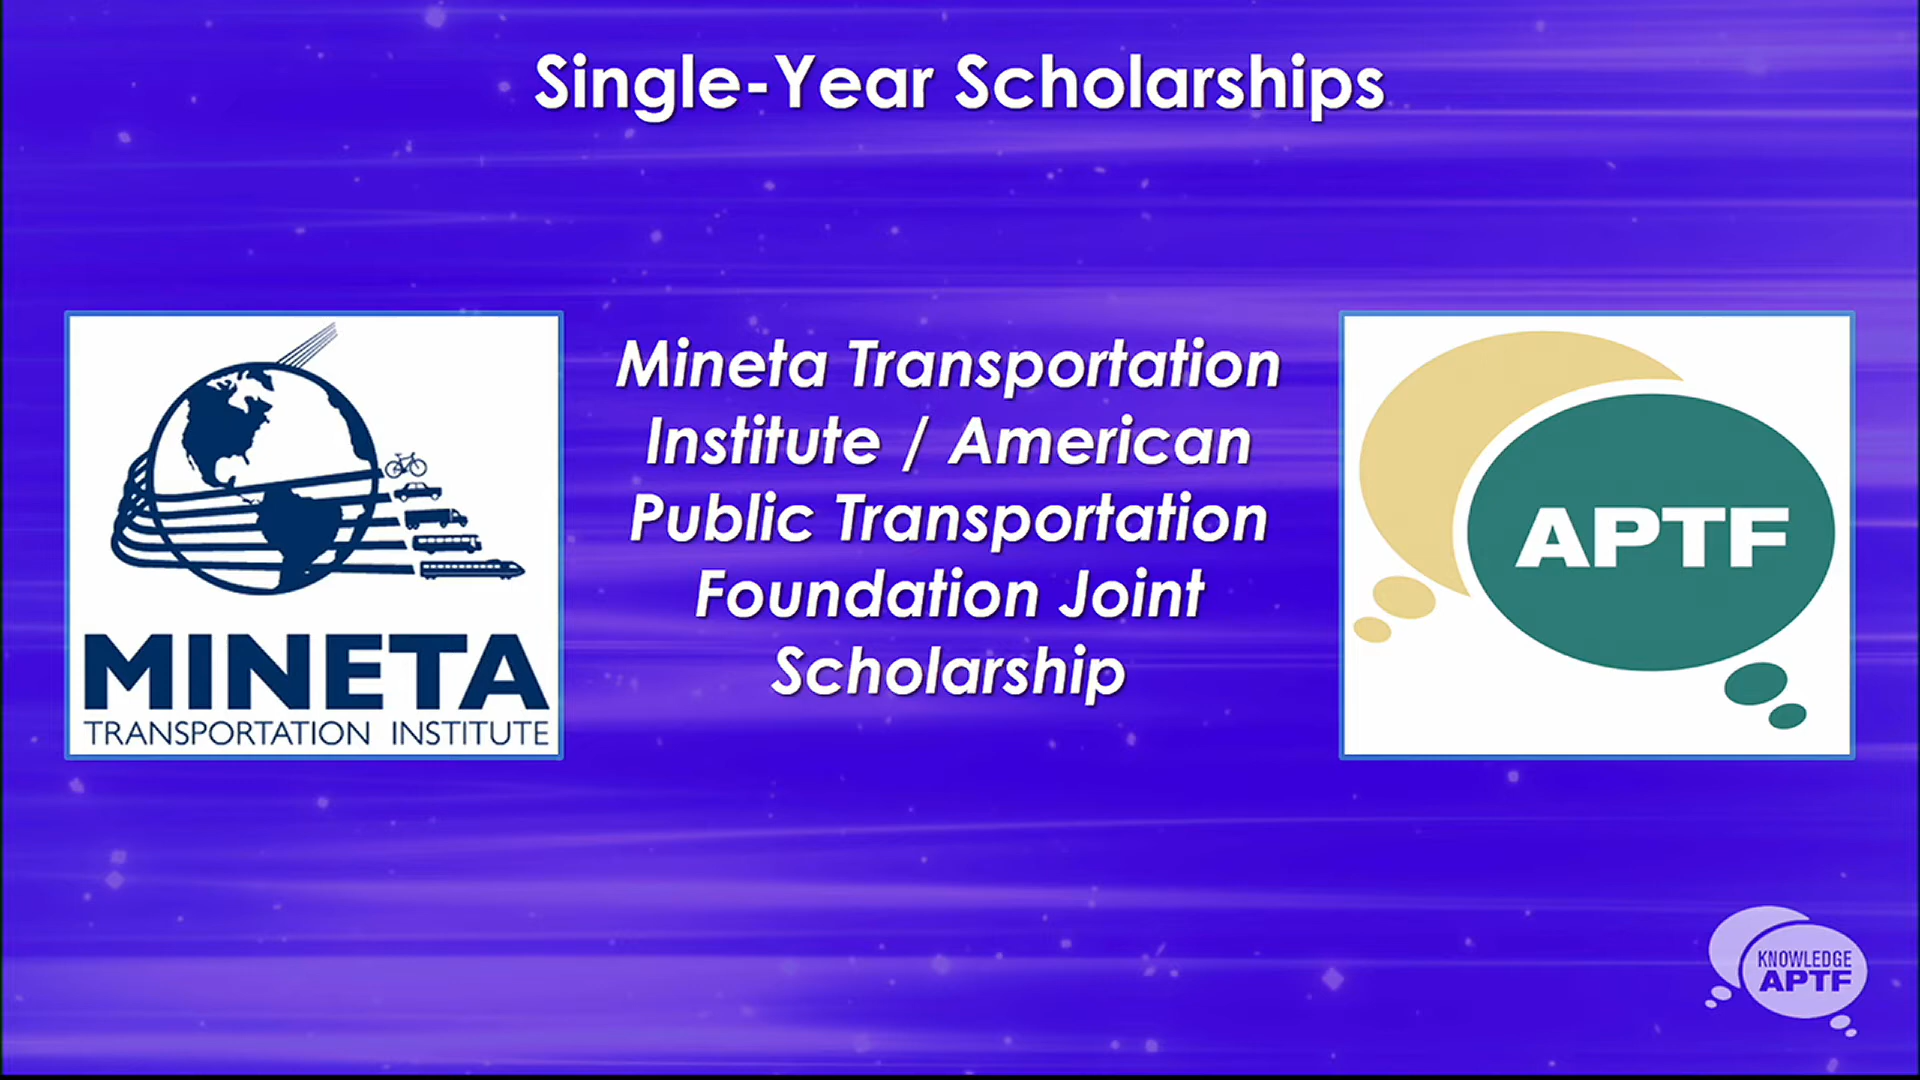 Single-Year Scholarships
Mineta Transportation
Institute / American
Public Transportation
Foundation Joint
Scholarship
MINETA
TRANSPORTATION INSTITUTE
APTF
KNOWLEDGE
APTF